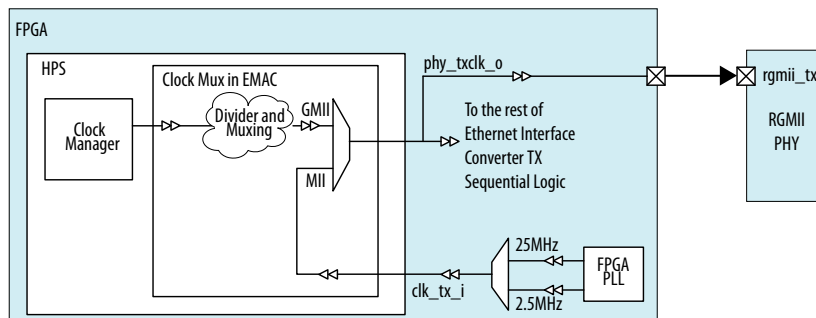 FPGA
HPS
Clock Mux in EMAC
phy_txclk_o
rgmii_tx
Clock
Manager
Divider and
Muxing
GMII
MII
To the rest of
Ethernet Interface
Converter TX
Sequential Logic
RGMII
PHY
25MHz
FPGA
PLL
clk_tx_i
2.5MHz